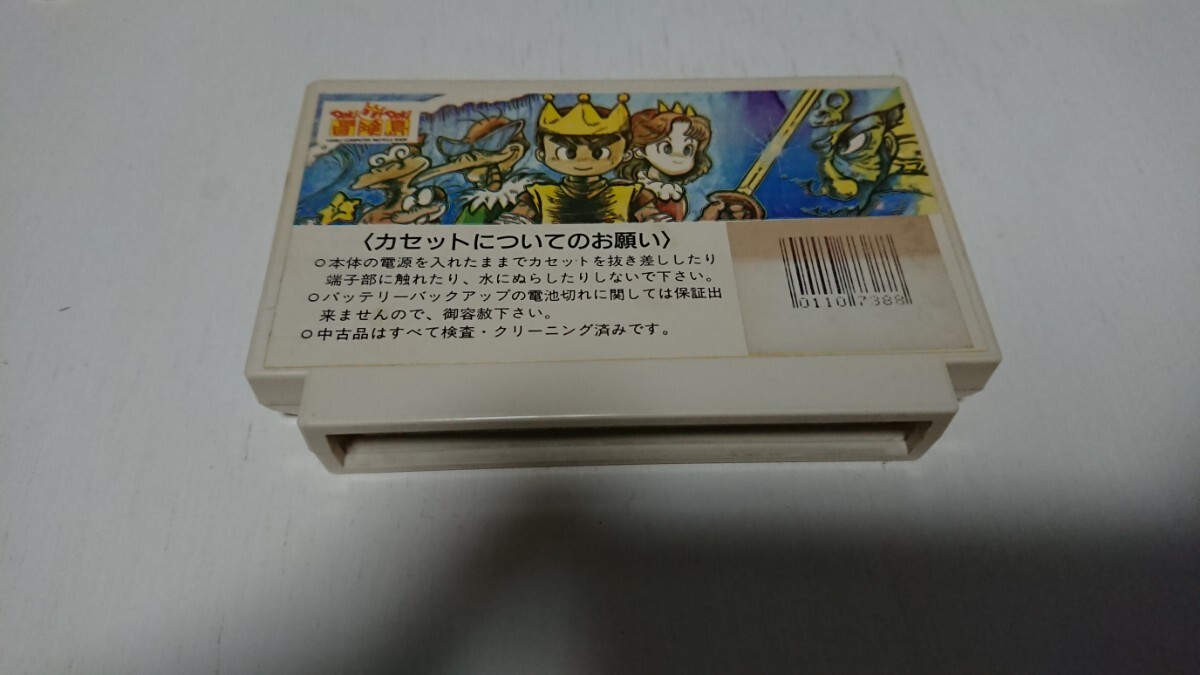 冒険島
〈カセットについてのお願い〉
○本体の電源を入れたままでカセットを抜き差ししたり
端子部に触れたり、水にぬらしたりしないで下さい。
○バッテリーバックアップの電池切れに関しては保証出
来ませんので、御容赦下さい。
○中古品はすべて検査・クリーニング済みです。
0110 7388